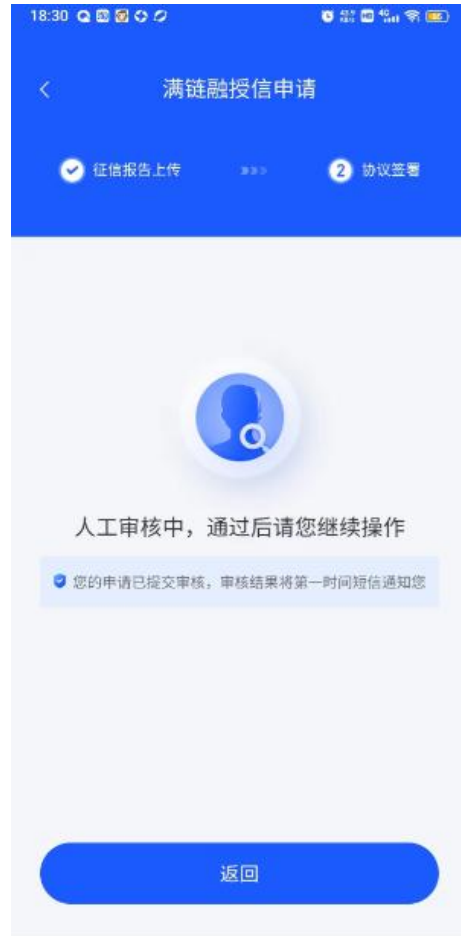 18:30
4G
满链融授信申请
征信报告上传
2 协议签署
人工审核中，通过后请您继续操作
您的申请已提交审核，审核结果将第一时间短信通知您
返回